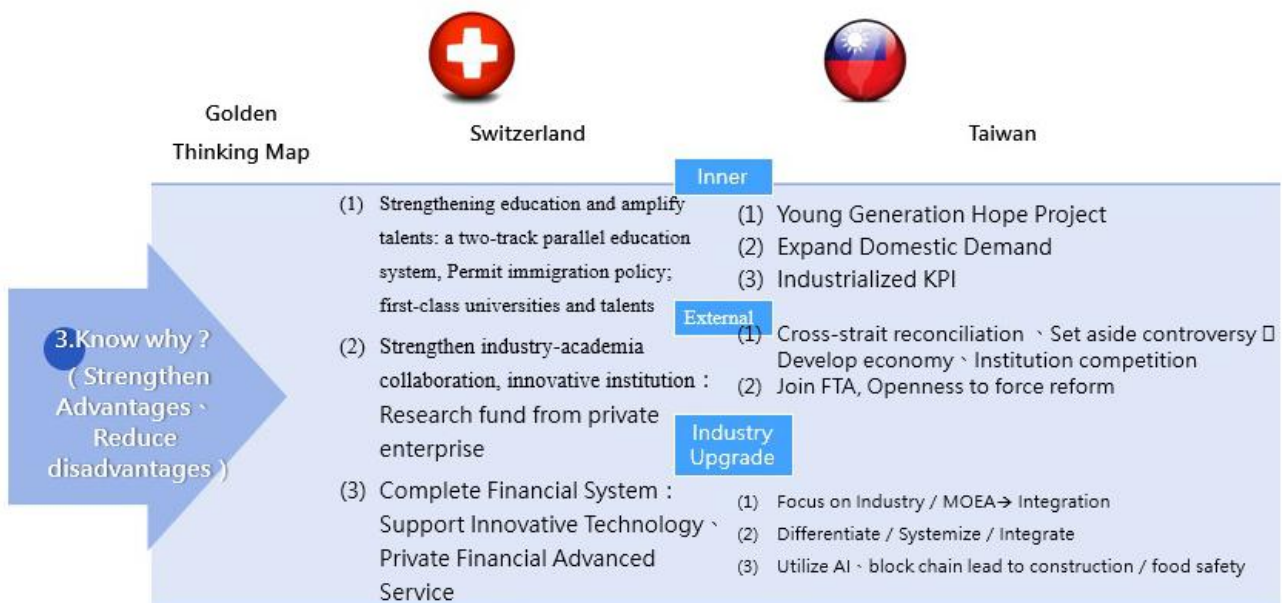 Golden
Thinking Map
Switzerland
Taiwan
3.Know why ?
( Strengthen
Advantages、
Reduce
disadvantages )
(1) Strengthening education and amplify
talents: a two-track parallel education
system, Permit immigration policy;
first-class universities and talents
(2) Strengthen industry-academia
collaboration, innovative institution：
Research fund from private
enterprise
(3) Complete Financial System：
Support Innovative Technology、
Private Financial Advanced
Service
Inner
(1) Young Generation Hope Project
(2) Expand Domestic Demand
(3) Industrialized KPI
External
(1) Cross-strait reconciliation 、Set aside controversy
Develop economy、Institution competition
(2) Join FTA, Openness to force reform
Industry
Upgrade
(1) Focus on Industry / MOEA→ Integration
(2) Differentiate / Systemize / Integrate
(3) Utilize AI、block chain lead to construction / food safety